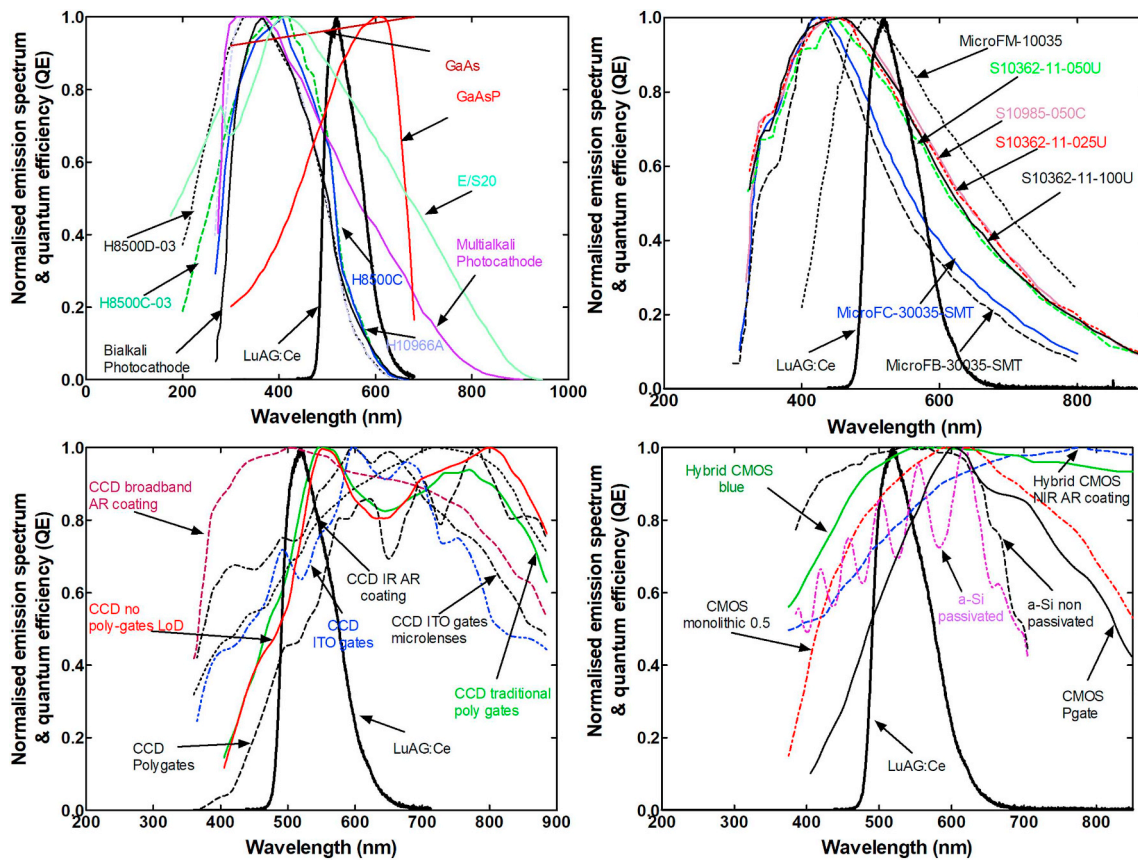 Normalised emission spectrum
& quantum efficiency (QE)
1.0
0.8
0.6
0.4
0.2
0.0
0
200
400
600
800
1000
Wavelength (nm)
GaAs
GaAsP
E/S20
Multialkali
Photocathode
H8500C
H10966A
H8500D-03
H8500C-03
Bialkali
Photocathode
LuAG:Ce
Normalised emission spectrum
& quantum efficiency (QE)
1.0
0.8
0.6
0.4
0.2
0.0
200
400
600
800
Wavelength (nm)
MicroFM-10035
S10362-11-050U
S10985-050C
S10362-11-025U
S10362-11-100U
MicroFC-30035-SMT
LuAG:Ce
MicroFB-30035-SMT
Normalised emission spectrum
& quantum efficiency (QE)
1.0
0.8
0.6
0.4
0.2
0.0
200
300
400
500
600
700
800
900
Wavelength (nm)
CCD broadband
AR coating
CCD no
poly-gates LoD
CCD IR AR
coating
CCD
ITO gates
CCD ITO gates
microlenses
CCD traditional
poly gates
CCD
Polygates
LuAG:Ce
Normalised emission spectrum
& quantum efficiency (QE)
1.0
0.8
0.6
0.4
0.2
0.0
200
300
400
500
600
700
800
Wavelength (nm)
Hybrid CMOS
blue
Hybrid CMOS
NIR AR coating
CMOS
monolithic 0.5
a-Si
passivated
a-Si non
passivated
CMOS
Pgate
LuAG:Ce